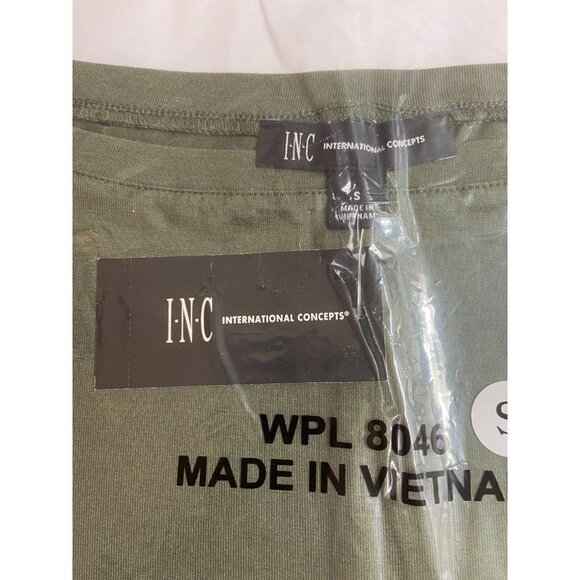 I·N·C INTERNATIONAL CONCEPTS
S
MADE IN
VIETNAM
I·N·C INTERNATIONAL CONCEPTS®
S
WPL 8046
MADE IN VIETNA